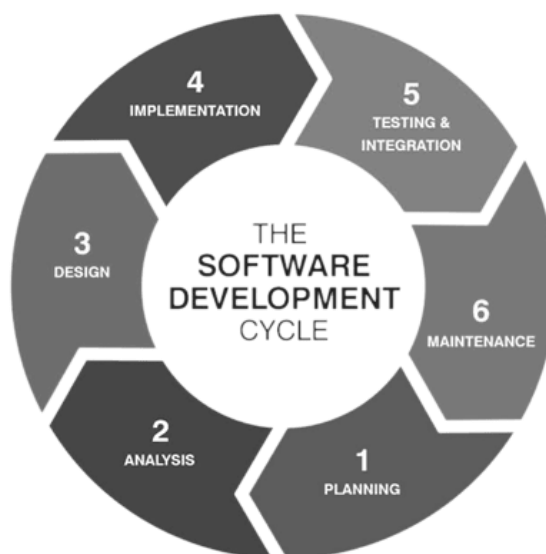 THE
SOFTWARE
DEVELOPMENT
CYCLE
1
PLANNING
2
ANALYSIS
3
DESIGN
4
IMPLEMENTATION
5
TESTING &
INTEGRATION
6
MAINTENANCE